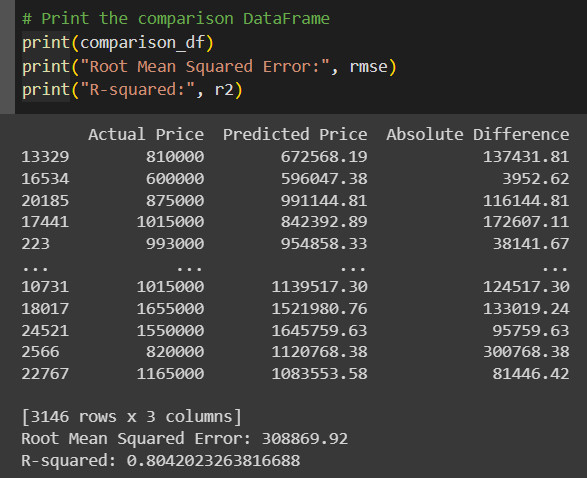 # Print the comparison DataFrame
print(comparison_df)
print("Root Mean Squared Error:", rmse)
print("R-squared:", r2)
Actual Price Predicted Price Absolute Difference
13329 810000 672568.19 137431.81
16534 600000 596047.38 3952.62
20185 875000 991144.81 116144.81
17441 1015000 842392.89 172607.11
223 993000 954858.33 38141.67
... ... ... ...
10731 1015000 1139517.30 124517.30
18017 1655000 1521980.76 133019.24
24521 1550000 1645759.63 95759.63
2566 820000 1120768.38 300768.38
22767 1165000 1083553.58 81446.42
[3146 rows x 3 columns]
Root Mean Squared Error: 308869.92
R-squared: 0.8042023263816688